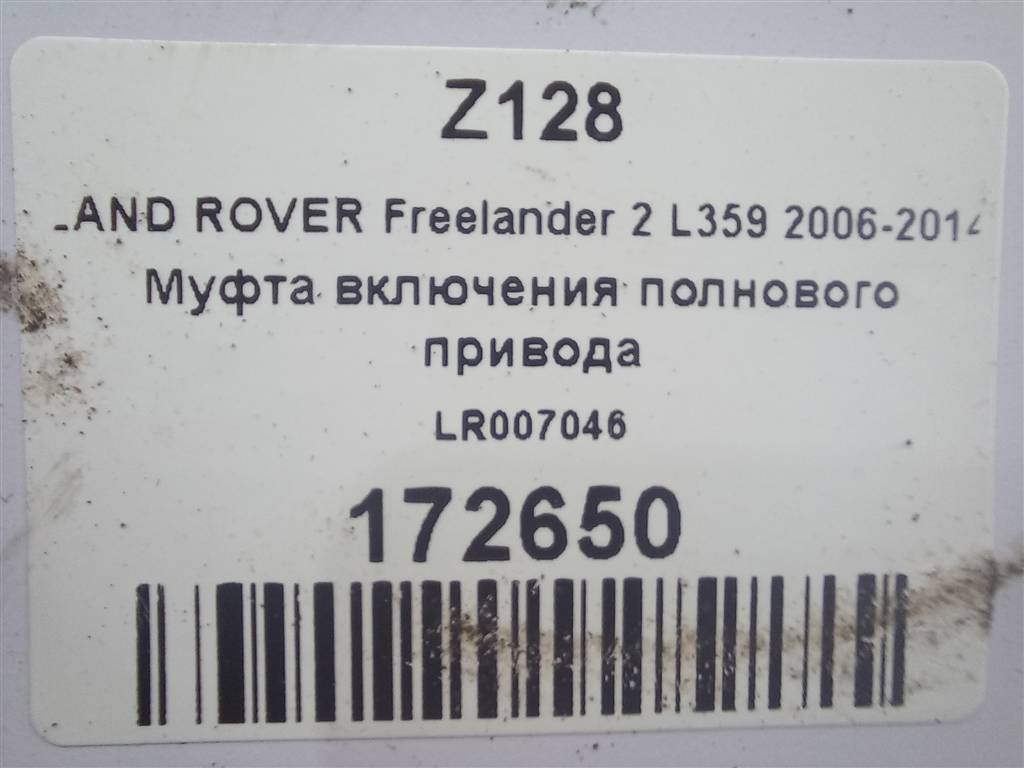 Z128
LAND ROVER Freelander 2 L359 2006-2014
Муфта включения полнового
привода
LR007046
172650